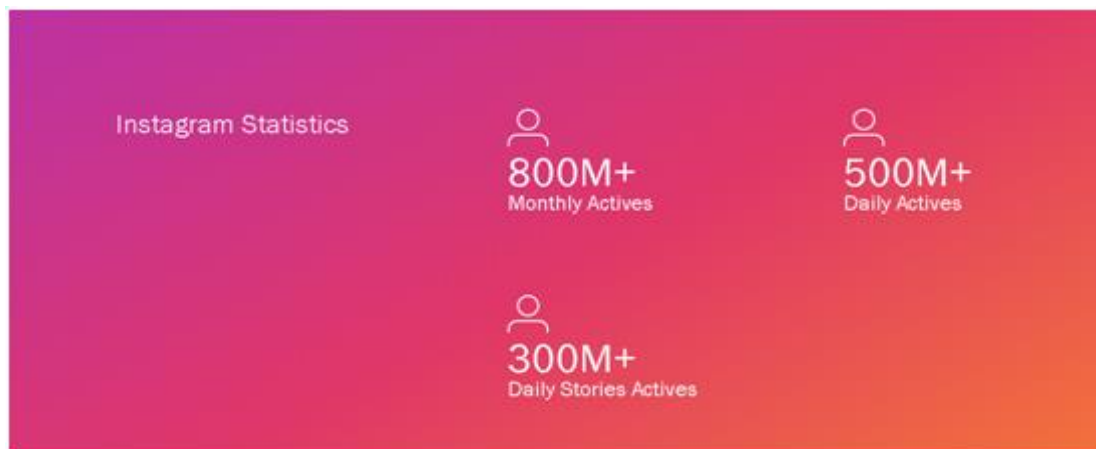 Instagram Statistics
800M+
Monthly Actives
500M+
Daily Actives
300M+
Daily Stories Actives